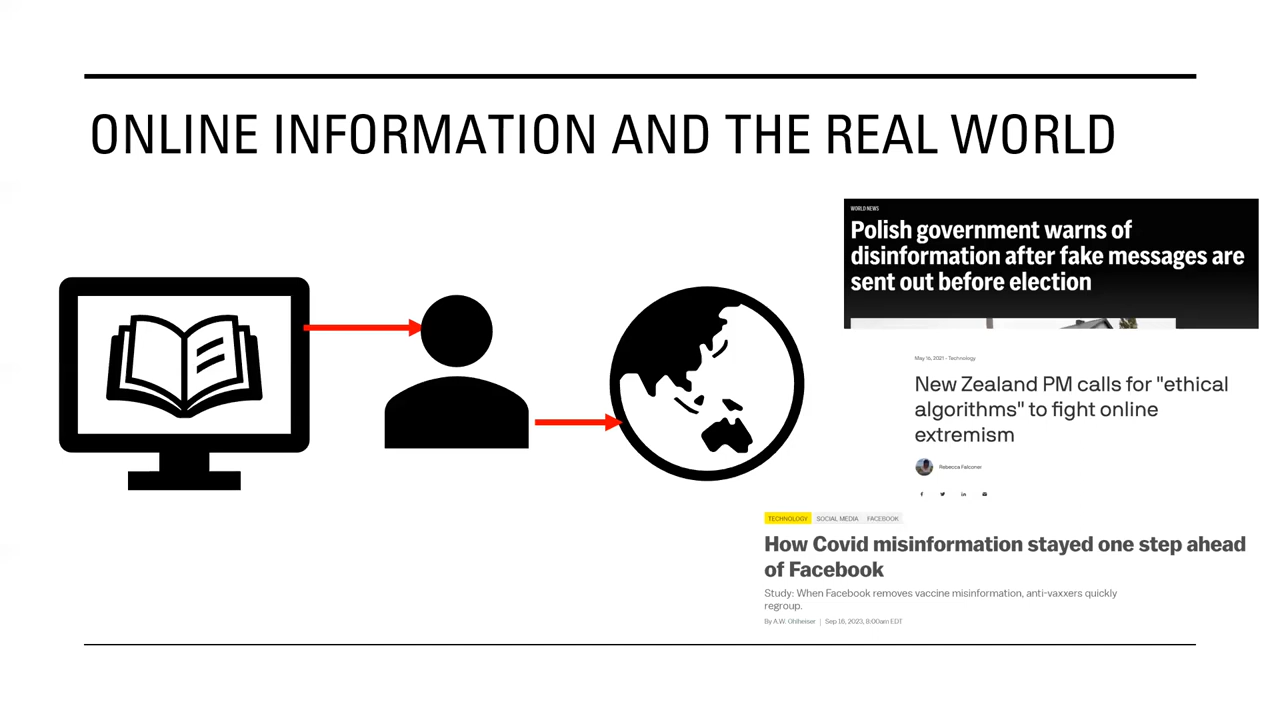 ONLINE INFORMATION AND THE REAL WORLD
WORLD NEWS
Polish government warns of
disinformation after fake messages are
sent out before election
May 16, 2021 - Technology
New Zealand PM calls for "ethical
algorithms" to fight online
extremism
Rebecca Falconer
TECHNOLOGY SOCIAL MEDIA FACEBOOK
How Covid misinformation stayed one step ahead
of Facebook
Study: When Facebook removes vaccine misinformation, anti-vaxxers quickly
regroup.
By A.W. Ohlheiser | Sep 16, 2023, 8:00am EDT